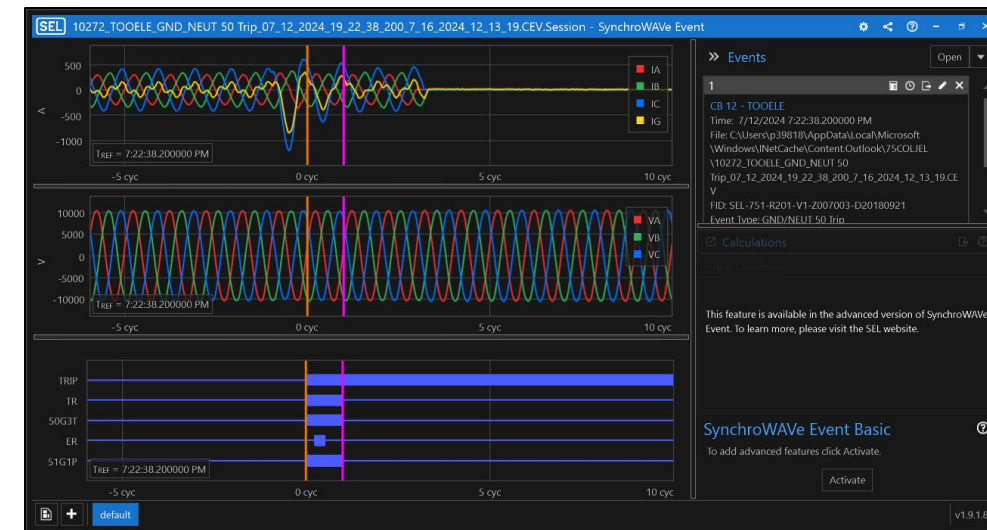 SEL 10272_TOOELE_GND_NEUT 50 Trip_07_12_2024_19_22_38_200_7_16_2024_12_13_19.CEV.Session - SynchroWAVe Event
500
0
-500
-1000
A
IA
IB
IC
IG
TREF = 7:22:38.200000 PM
-5 cyc
0 cyc
5 cyc
10 cyc
10000
5000
0
-5000
-10000
V
VA
VB
VC
TREF = 7:22:38.200000 PM
-5 cyc
0 cyc
5 cyc
10 cyc
TRIP
TR
50G3T
ER
51G1P
TREF = 7:22:38.200000 PM
-5 cyc
0 cyc
5 cyc
10 cyc
default
Events
Open
1
CB 12 - TOOELE
Time: 7/12/2024 7:22:38.200000 PM
File: C:\Users\p39818\AppData\Local\Microsoft
\Windows\INetCache\Content.Outlook\75COLJEL
\10272_TOOELE_GND_NEUT 50
Trip_07_12_2024_19_22_38_200_7_16_2024_12_13_19.CE
V
FID: SEL-751-R201-V1-Z007003-D20180921
Event Type: GND/NEUT 50 Trip
Calculations
This feature is available in the advanced version of SynchroWAVe
Event. To learn more, please visit the SEL website.
SynchroWAVe Event Basic
To add advanced features click Activate.
Activate
v1.9.1.8